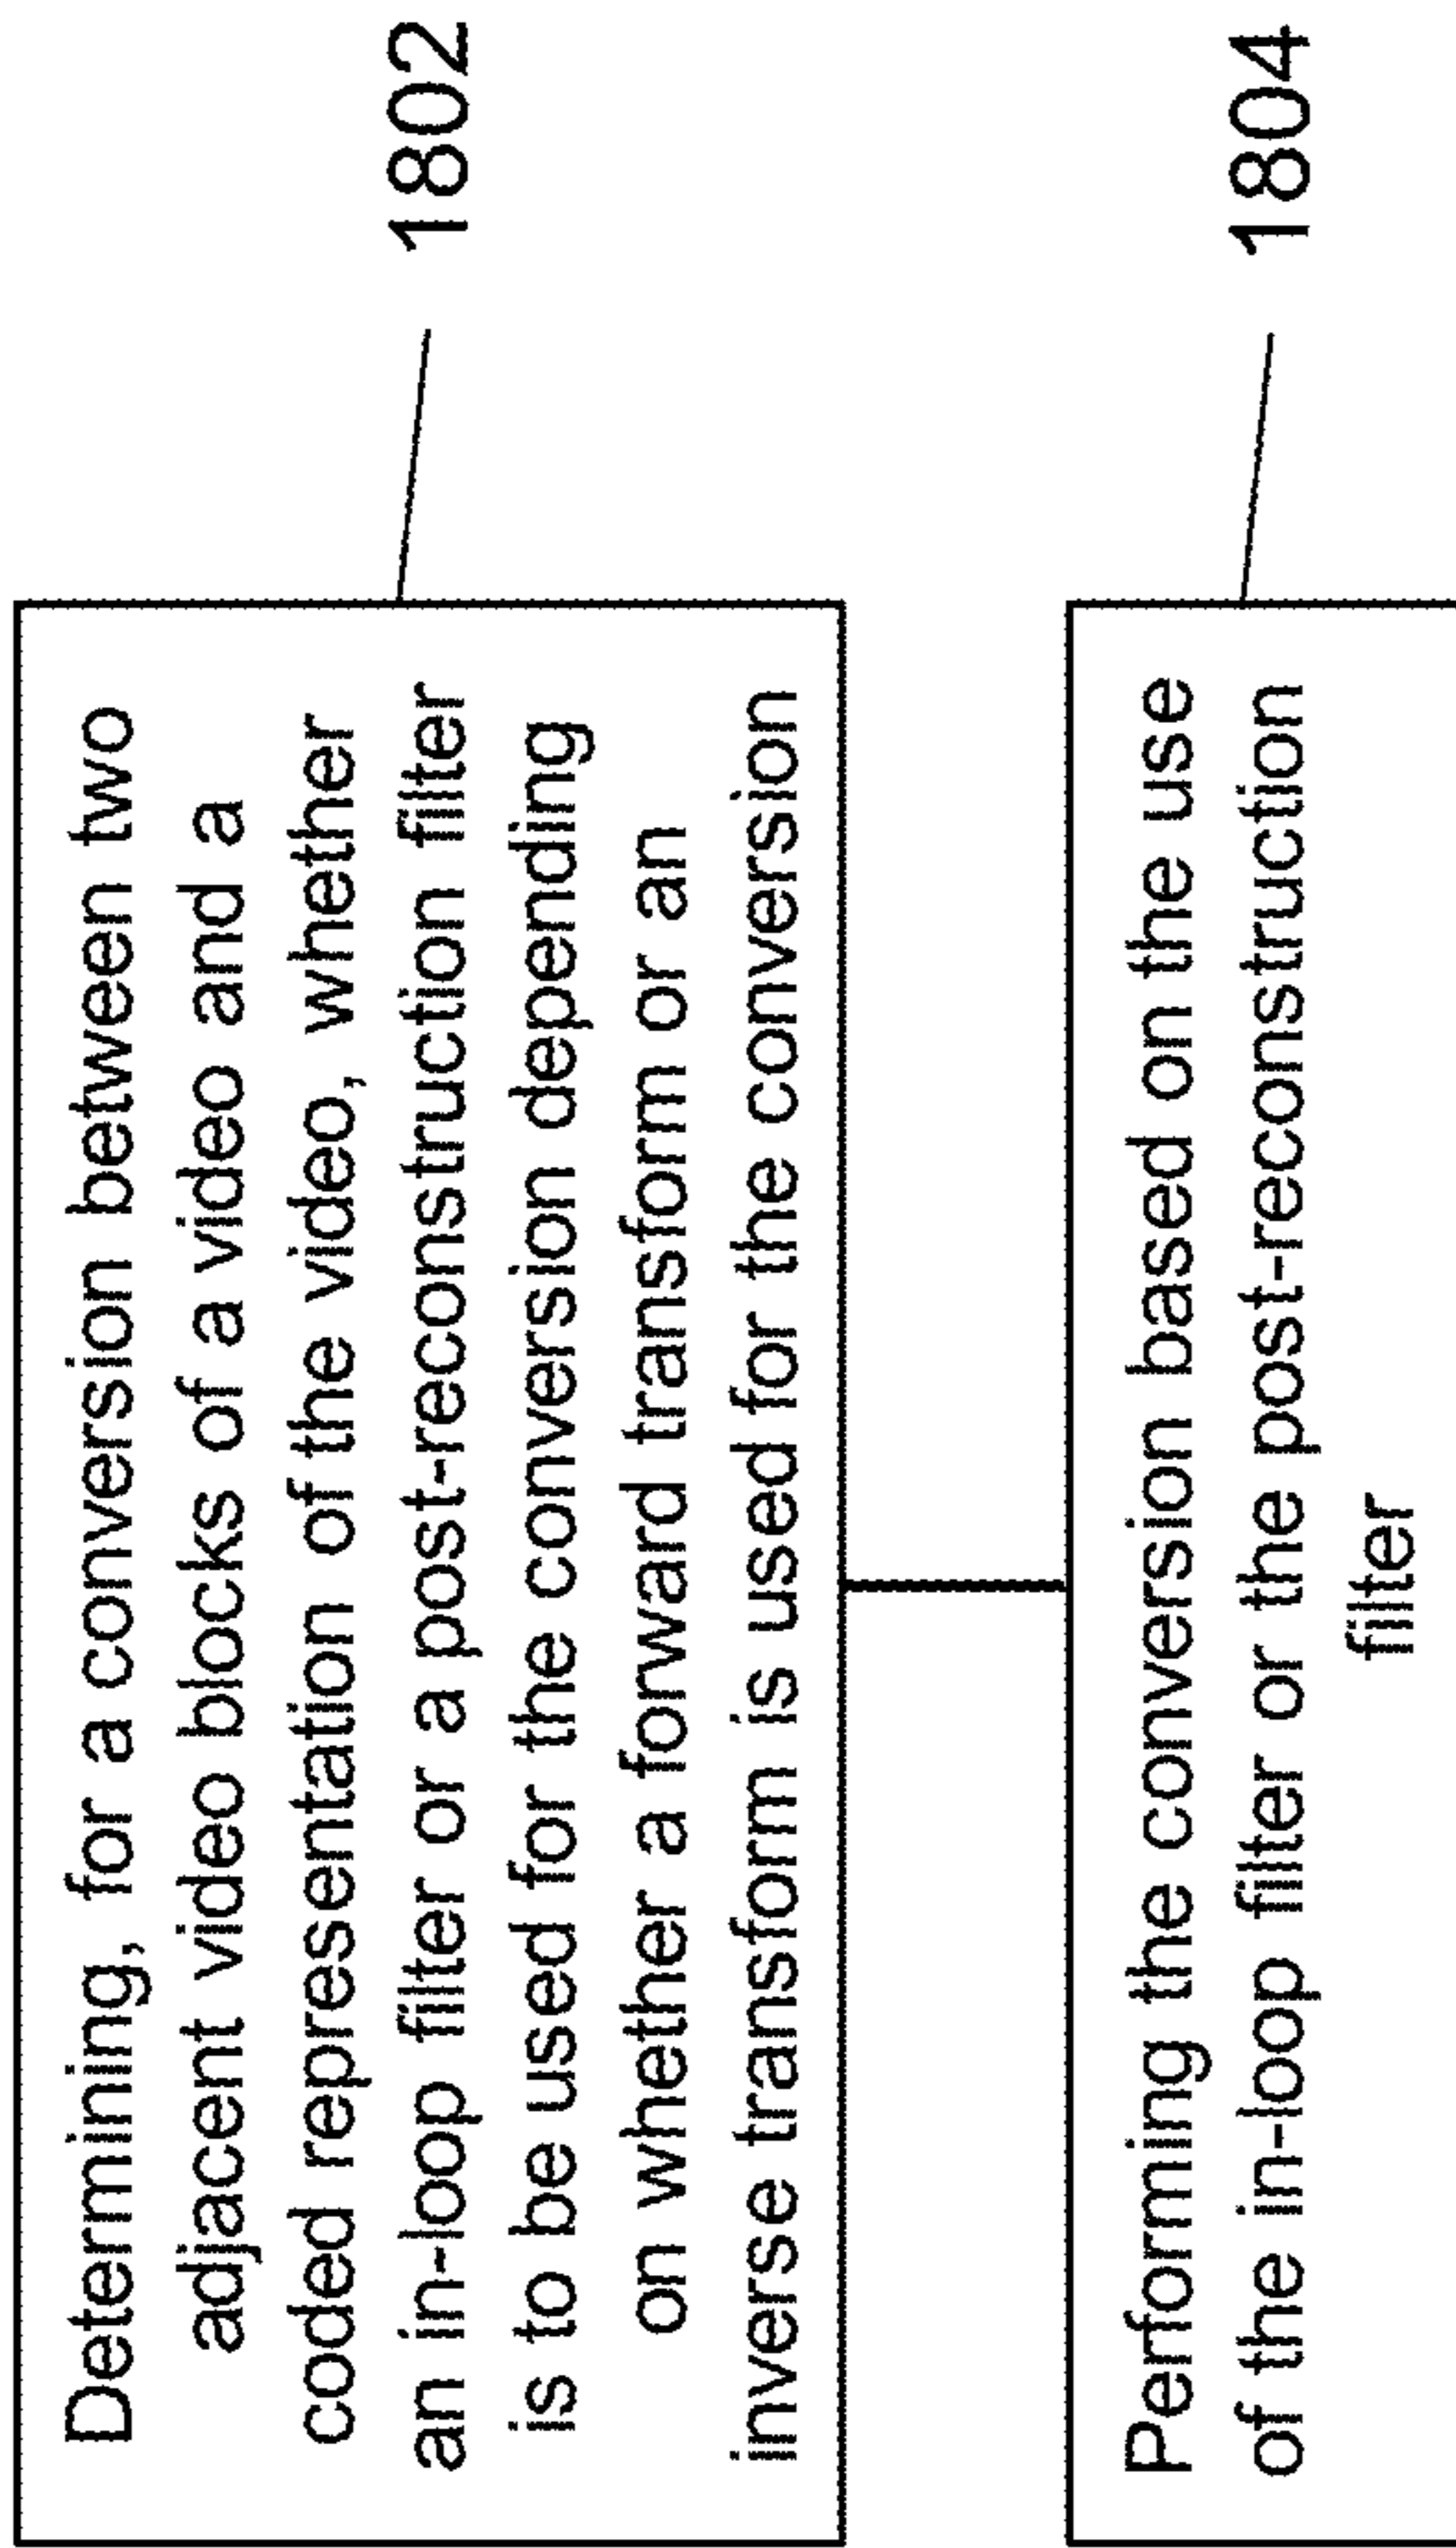 Determining, for a conversion between two
adjacent video blocks of a video and a
coded representation of the video, whether
an in-loop filter or a post-reconstruction filter
is to be used for the conversion depending
on whether a forward transform or an
inverse transform is used for the conversion
1802
Performing the conversion based on the use
of the in-loop filter or the post-reconstruction
filter
1804